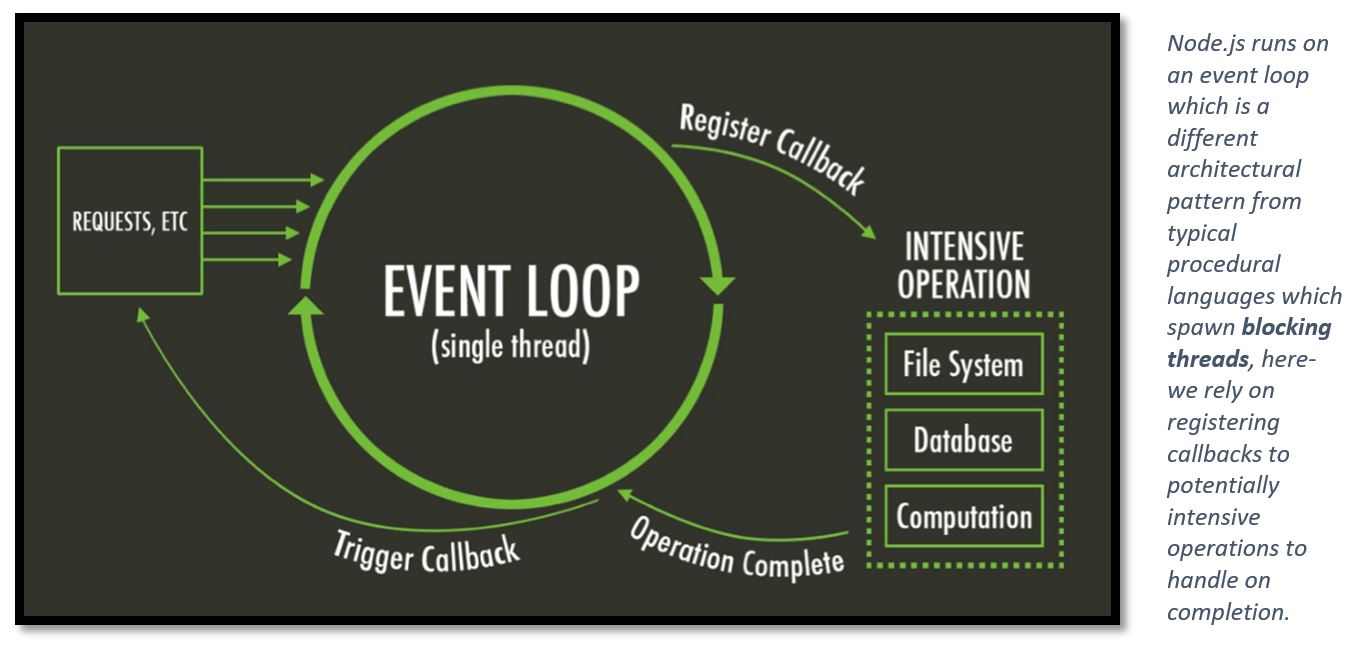 REQUESTS, ETC
EVENT LOOP
(single thread)
Register Callback
INTENSIVE
OPERATION
File System
Database
Computation
Operation Complete
Trigger Callback
Node.js runs on
an event loop
which is a
different
architectural
pattern from
typical
procedural
languages which
spawn blocking
threads, here-
we rely on
registering
callbacks to
potentially
intensive
operations to
handle on
completion.